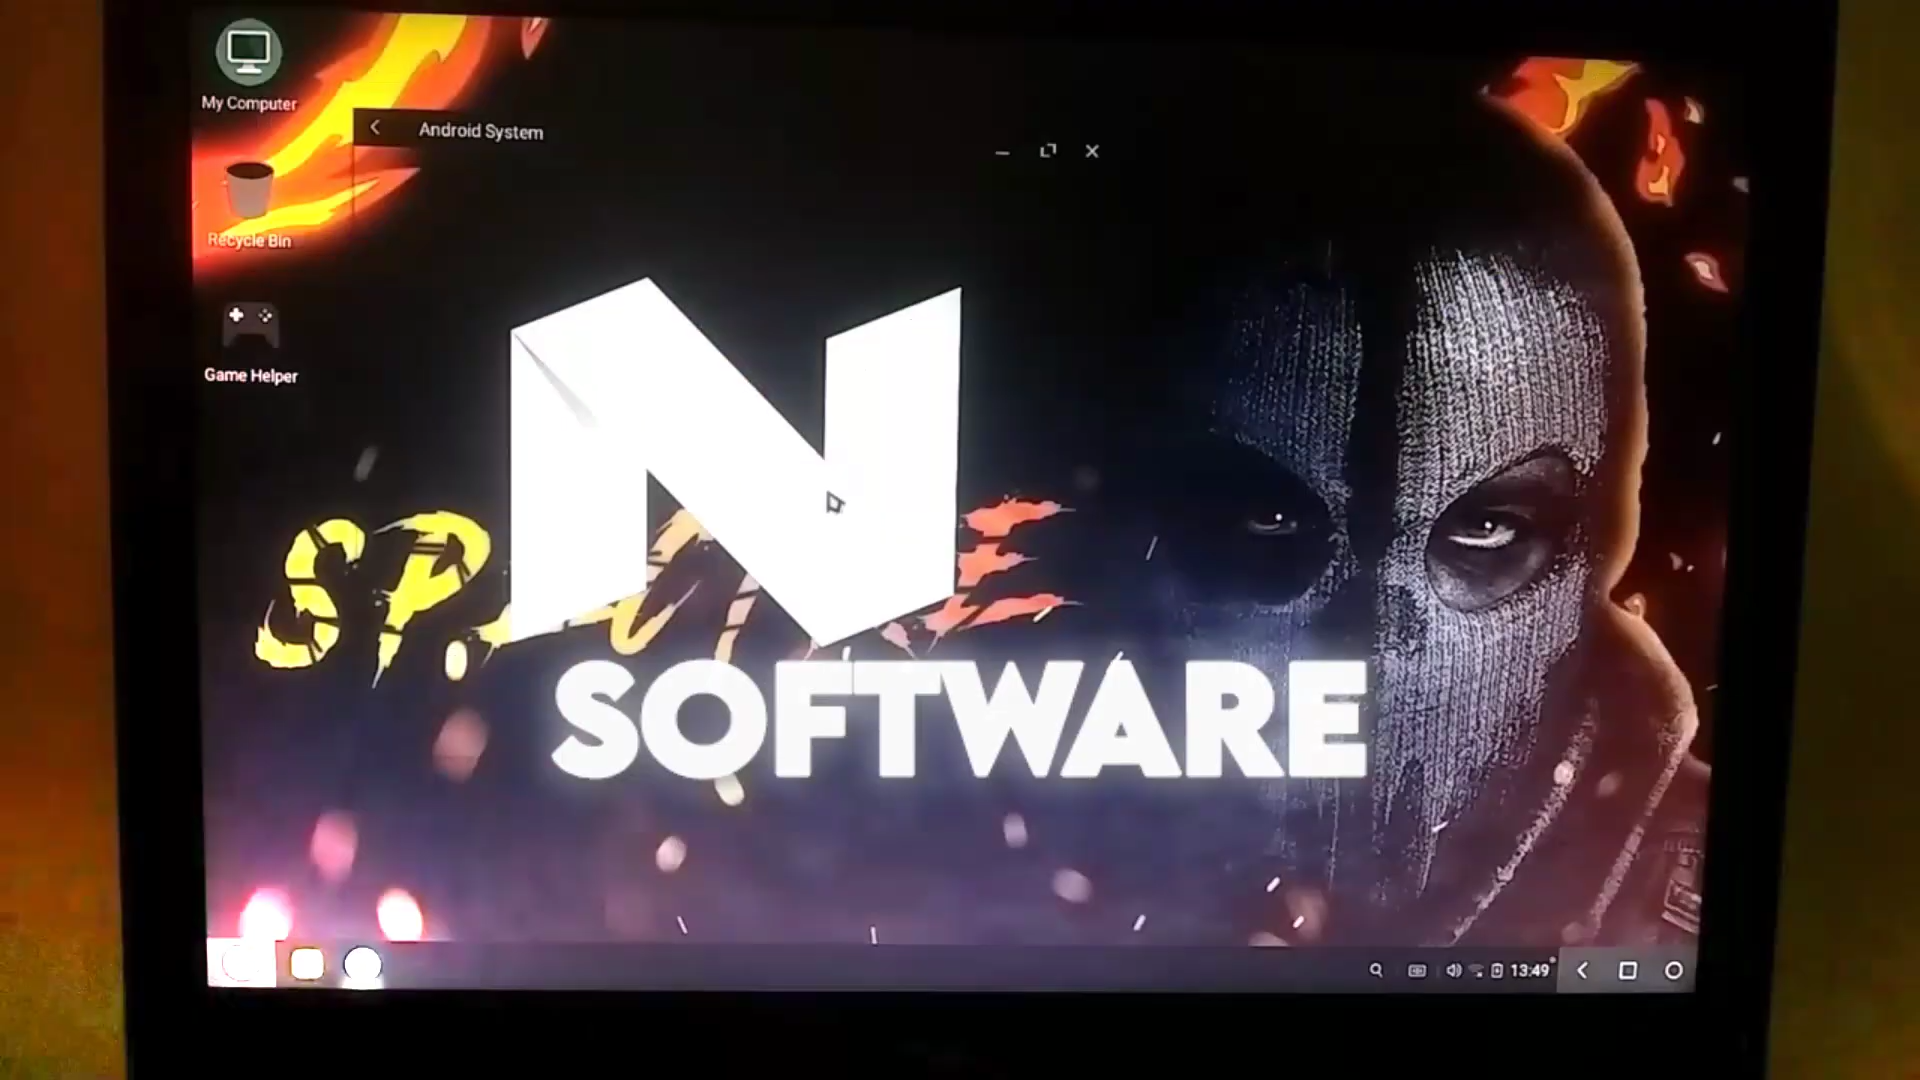 My Computer
Android System
Recycle Bin
Game Helper
SOFTWARE
13:49